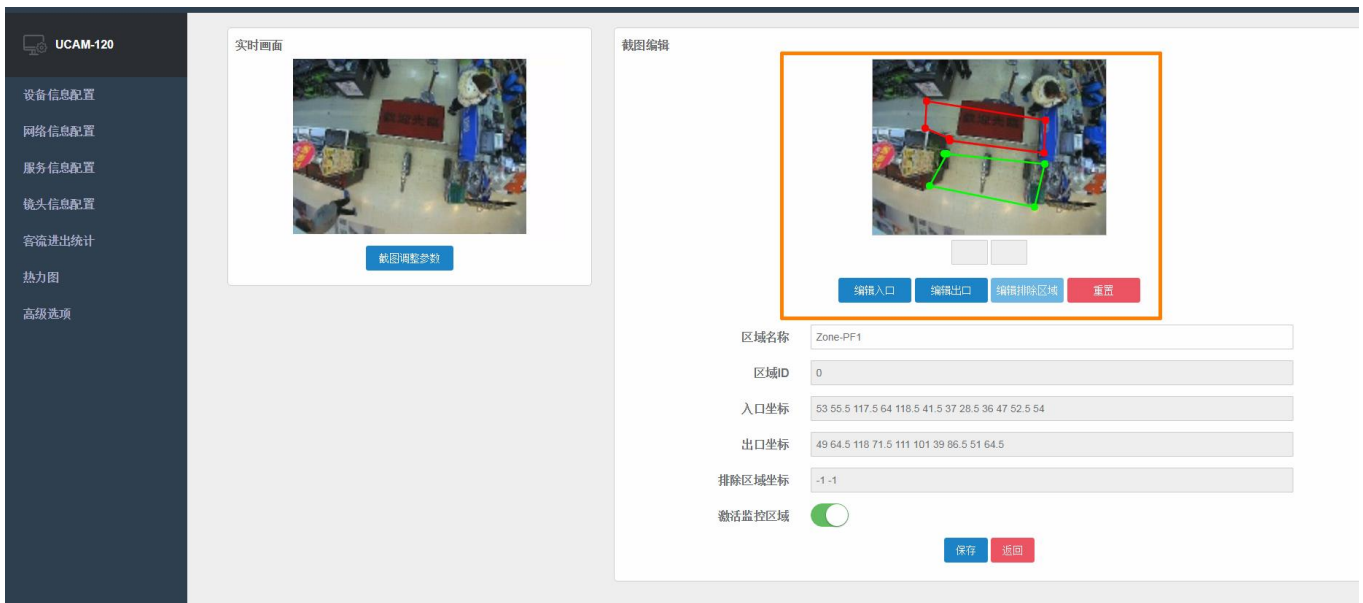 UCAM-120
设备信息配置
网络信息配置
服务信息配置
镜头信息配置
客流进出统计
热力图
高级选项
实时画面
截图调整参数
截图编辑
编辑入口
编辑出口
编辑排除区域
重置
区域名称 Zone-PF1
区域ID 0
入口坐标 53 55.5 117.5 64 118.5 41.5 37 28.5 36 47 52.5 54
出口坐标 49 64.5 118 71.5 111 101 39 86.5 51 64.5
排除区域坐标 -1 -1
激活监控区域
保存
返回